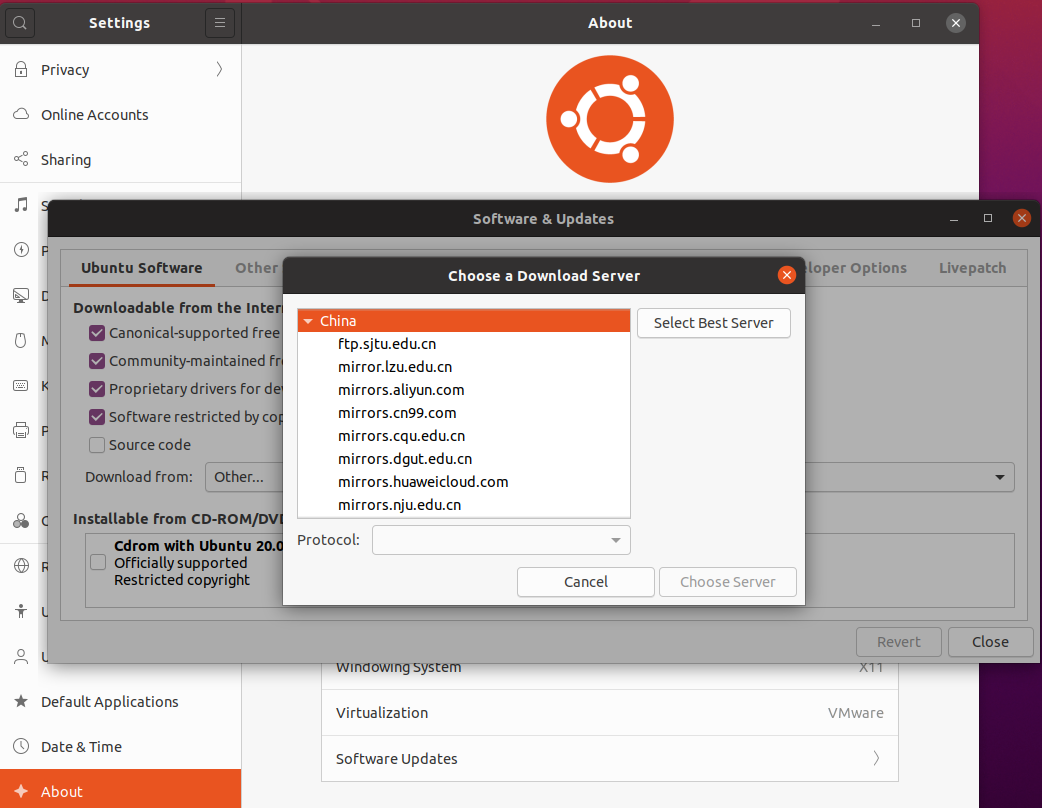 Settings
About
Privacy
Online Accounts
Sharing
Software & Updates
Ubuntu Software
Other
eloper Options
Livepatch
Downloadable from the Inter
Canonical-supported free
Community-maintained fr
Proprietary drivers for de
Software restricted by cop
Source code
Download from:
Other...
Installable from CD-ROM/DVD
Cdrom with Ubuntu 20.0
Officially supported
Restricted copyright
Choose a Download Server
China
ftp.sjtu.edu.cn
mirror.lzu.edu.cn
mirrors.aliyun.com
mirrors.cn99.com
mirrors.cqu.edu.cn
mirrors.dgut.edu.cn
mirrors.huaweicloud.com
mirrors.nju.edu.cn
Select Best Server
Protocol:
Cancel
Choose Server
Revert
Close
Windowing System
X11
Default Applications
Virtualization
VMware
Date & Time
Software Updates
About